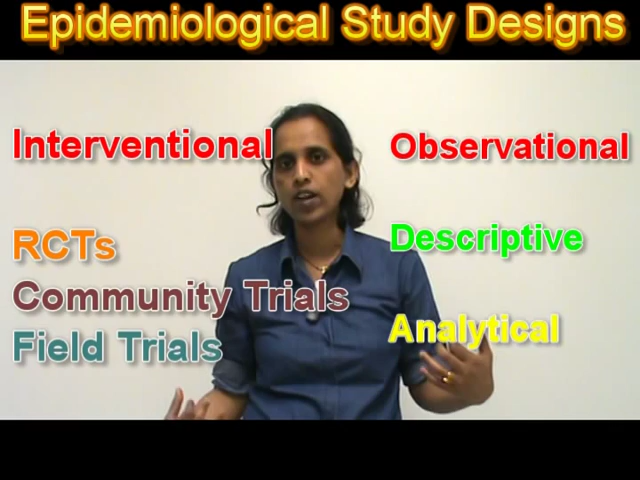 Epidemiological Study Designs
Interventional
Observational
RCTs
Descriptive
Community Trials
Analytical
Field Trials